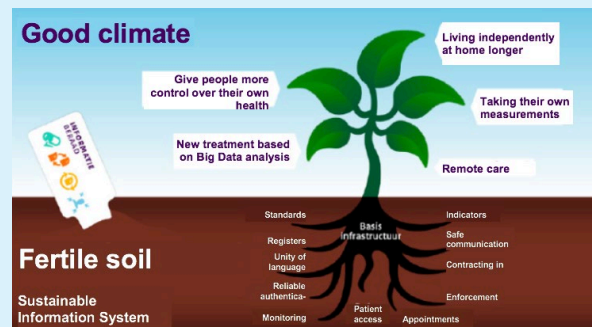 Good climate
Living independently
at home longer
Give people more
control over their own
health
Taking their own
measurements
New treatment based
on Big Data analysis
Remote care
INFORMATIE
BERAAD
Basis
infrastructuur
Standards
Registers
Unity of
language
Reliable
authentica-
Monitoring
Patient
access
Indicators
Safe
communication
Contracting in
Enforcement
Appointments
Fertile soil
Sustainable
Information System